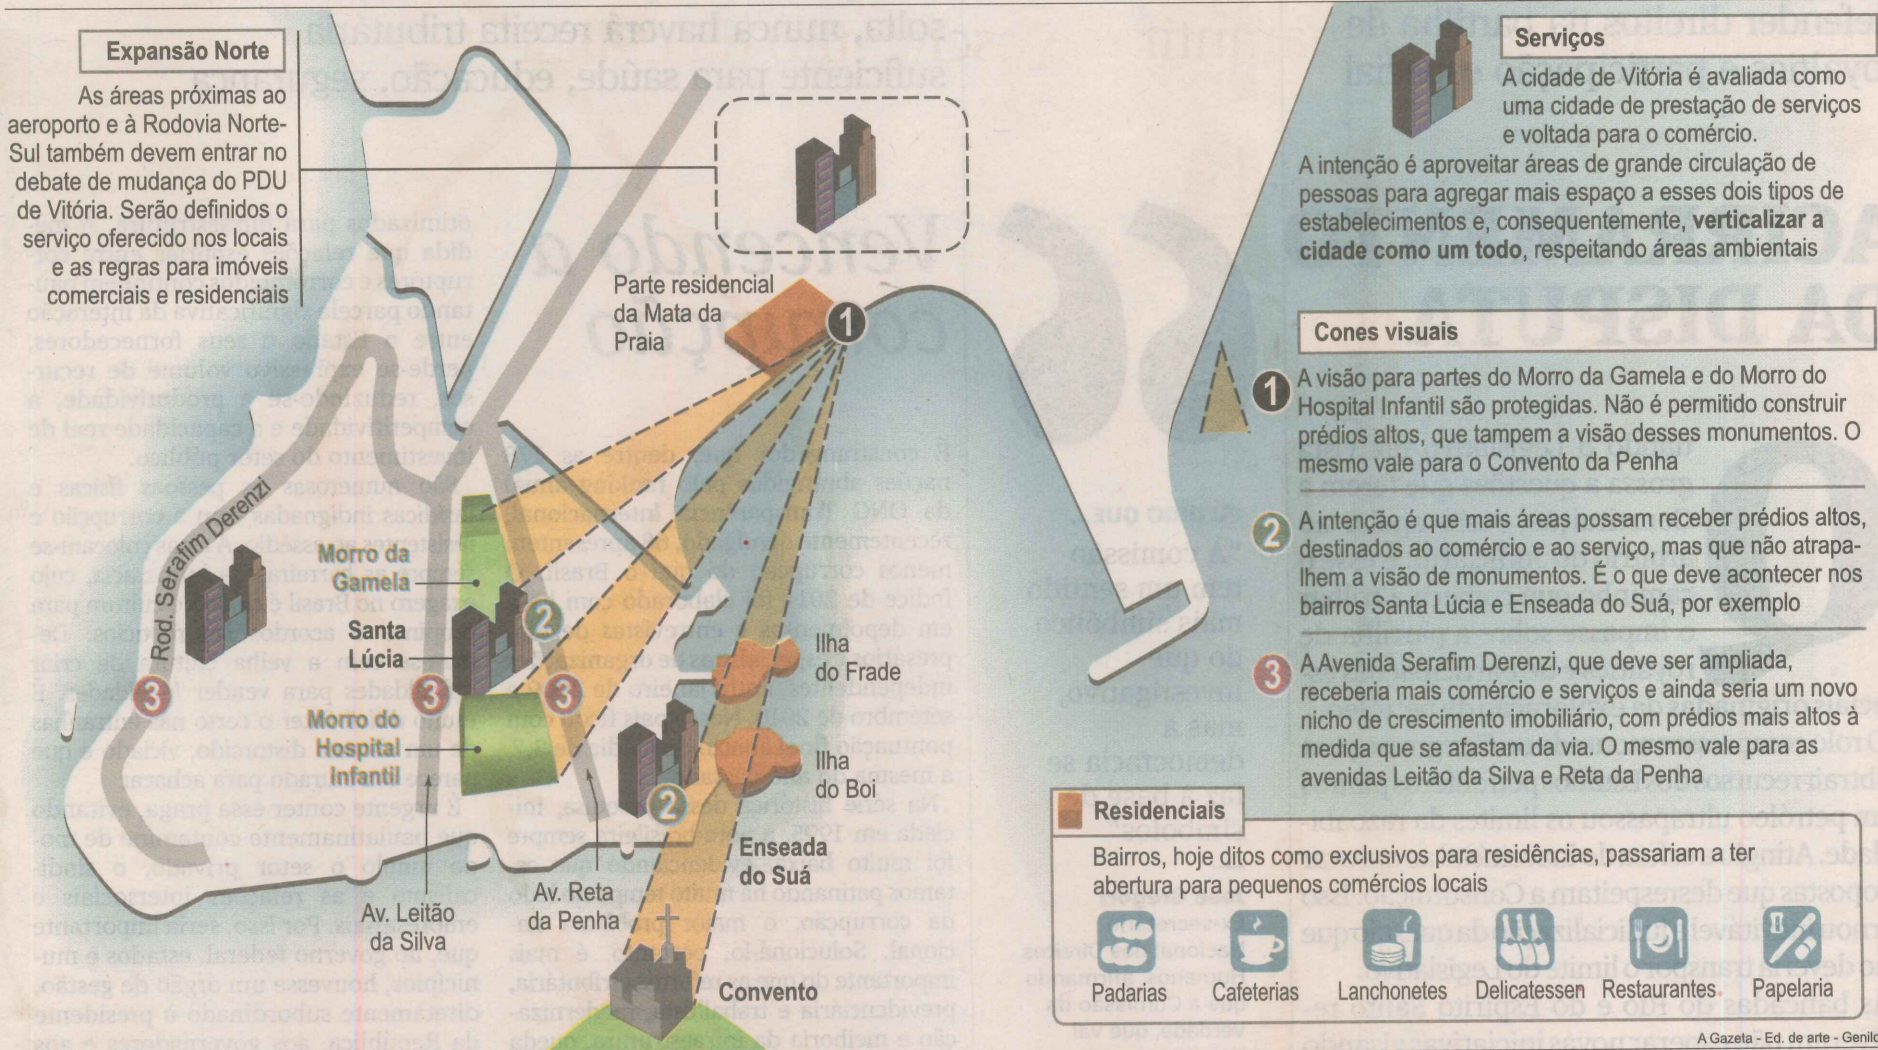 Expansão Norte
As áreas próximas ao
aeroporto e à Rodovia Norte-
Sul também devem entrar no
debate de mudança do PDU
de Vitória. Serão definidos o
serviço oferecido nos locais
e as regras para imóveis
comerciais e residenciais
Parte residencial
da Mata da
Praia
1
Rod. Serafim Derenzi
3
Morro da
Gamela
Santa
Lúcia
2
3
3
Morro do
Hospital
Infantil
Ilha
do Frade
Ilha
do Boi
2
Enseada
do Suá
Av. Reta
da Penha
Av. Leitão
da Silva
Convento
Serviços
A cidade de Vitória é avaliada como
uma cidade de prestação de serviços
e voltada para o comércio.
A intenção é aproveitar áreas de grande circulação de
pessoas para agregar mais espaço a esses dois tipos de
estabelecimentos e, consequentemente, verticalizar a
cidade como um todo, respeitando áreas ambientais
Cones visuais
1
A visão para partes do Morro da Gamela e do Morro do
Hospital Infantil são protegidas. Não é permitido construir
prédios altos, que tampem a visão desses monumentos. O
mesmo vale para o Convento da Penha
2
A intenção é que mais áreas possam receber prédios altos,
destinados ao comércio e ao serviço, mas que não atrapa-
lhem a visão de monumentos. É o que deve acontecer nos
bairros Santa Lúcia e Enseada do Suá, por exemplo
3
A Avenida Serafim Derenzi, que deve ser ampliada,
receberia mais comércio e serviços e ainda seria um novo
nicho de crescimento imobiliário, com prédios mais altos à
medida que se afastam da via. O mesmo vale para as
avenidas Leitão da Silva e Reta da Penha
Residenciais
Bairros, hoje ditos como exclusivos para residências, passariam a ter
abertura para pequenos comércios locais
Padarias
Cafeterias
Lanchonetes
Delicatessen
Restaurantes
Papelaria
A Gazeta - Ed. de arte - Genilo